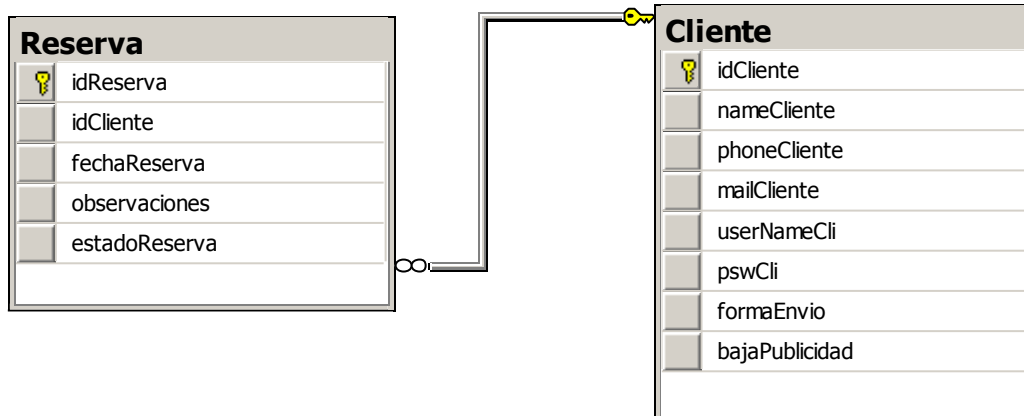 Reserva
idReserva
idCliente
fechaReserva
observaciones
estadoReserva
Cliente
idCliente
nameCliente
phoneCliente
mailCliente
userNameCli
pswCli
formaEnvio
bajaPublicidad